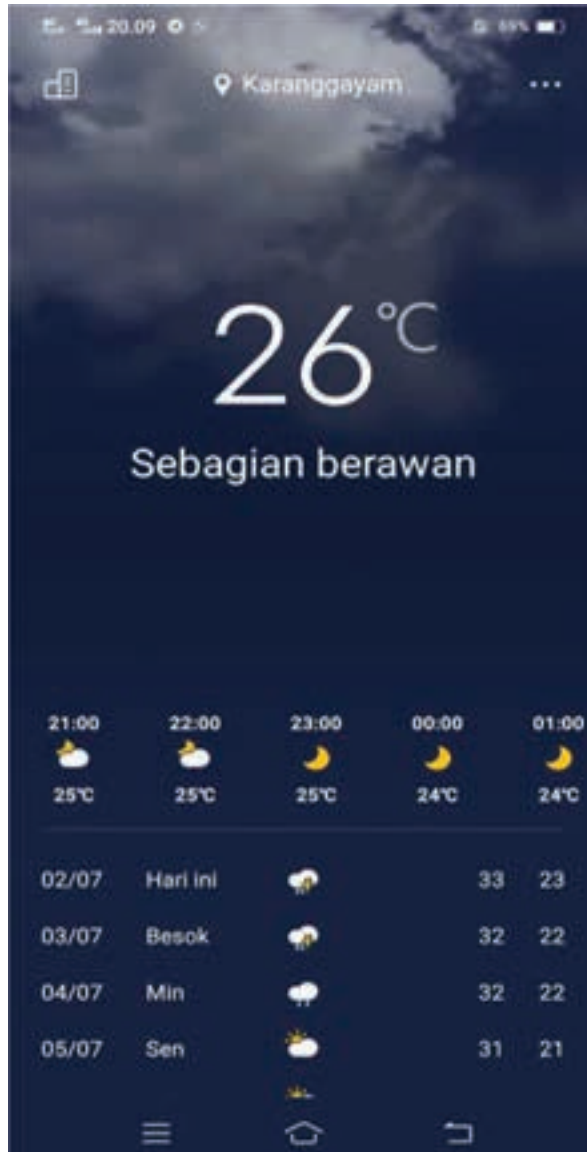 20.09 69%
Karanggayam
26°C
Sebagian berawan
21:00 22:00 23:00 00:00 01:00
25°C 25°C 25°C 24°C 24°C
02/07 Hari ini 33 23
03/07 Besok 32 22
04/07 Min 32 22
05/07 Sen 31 21